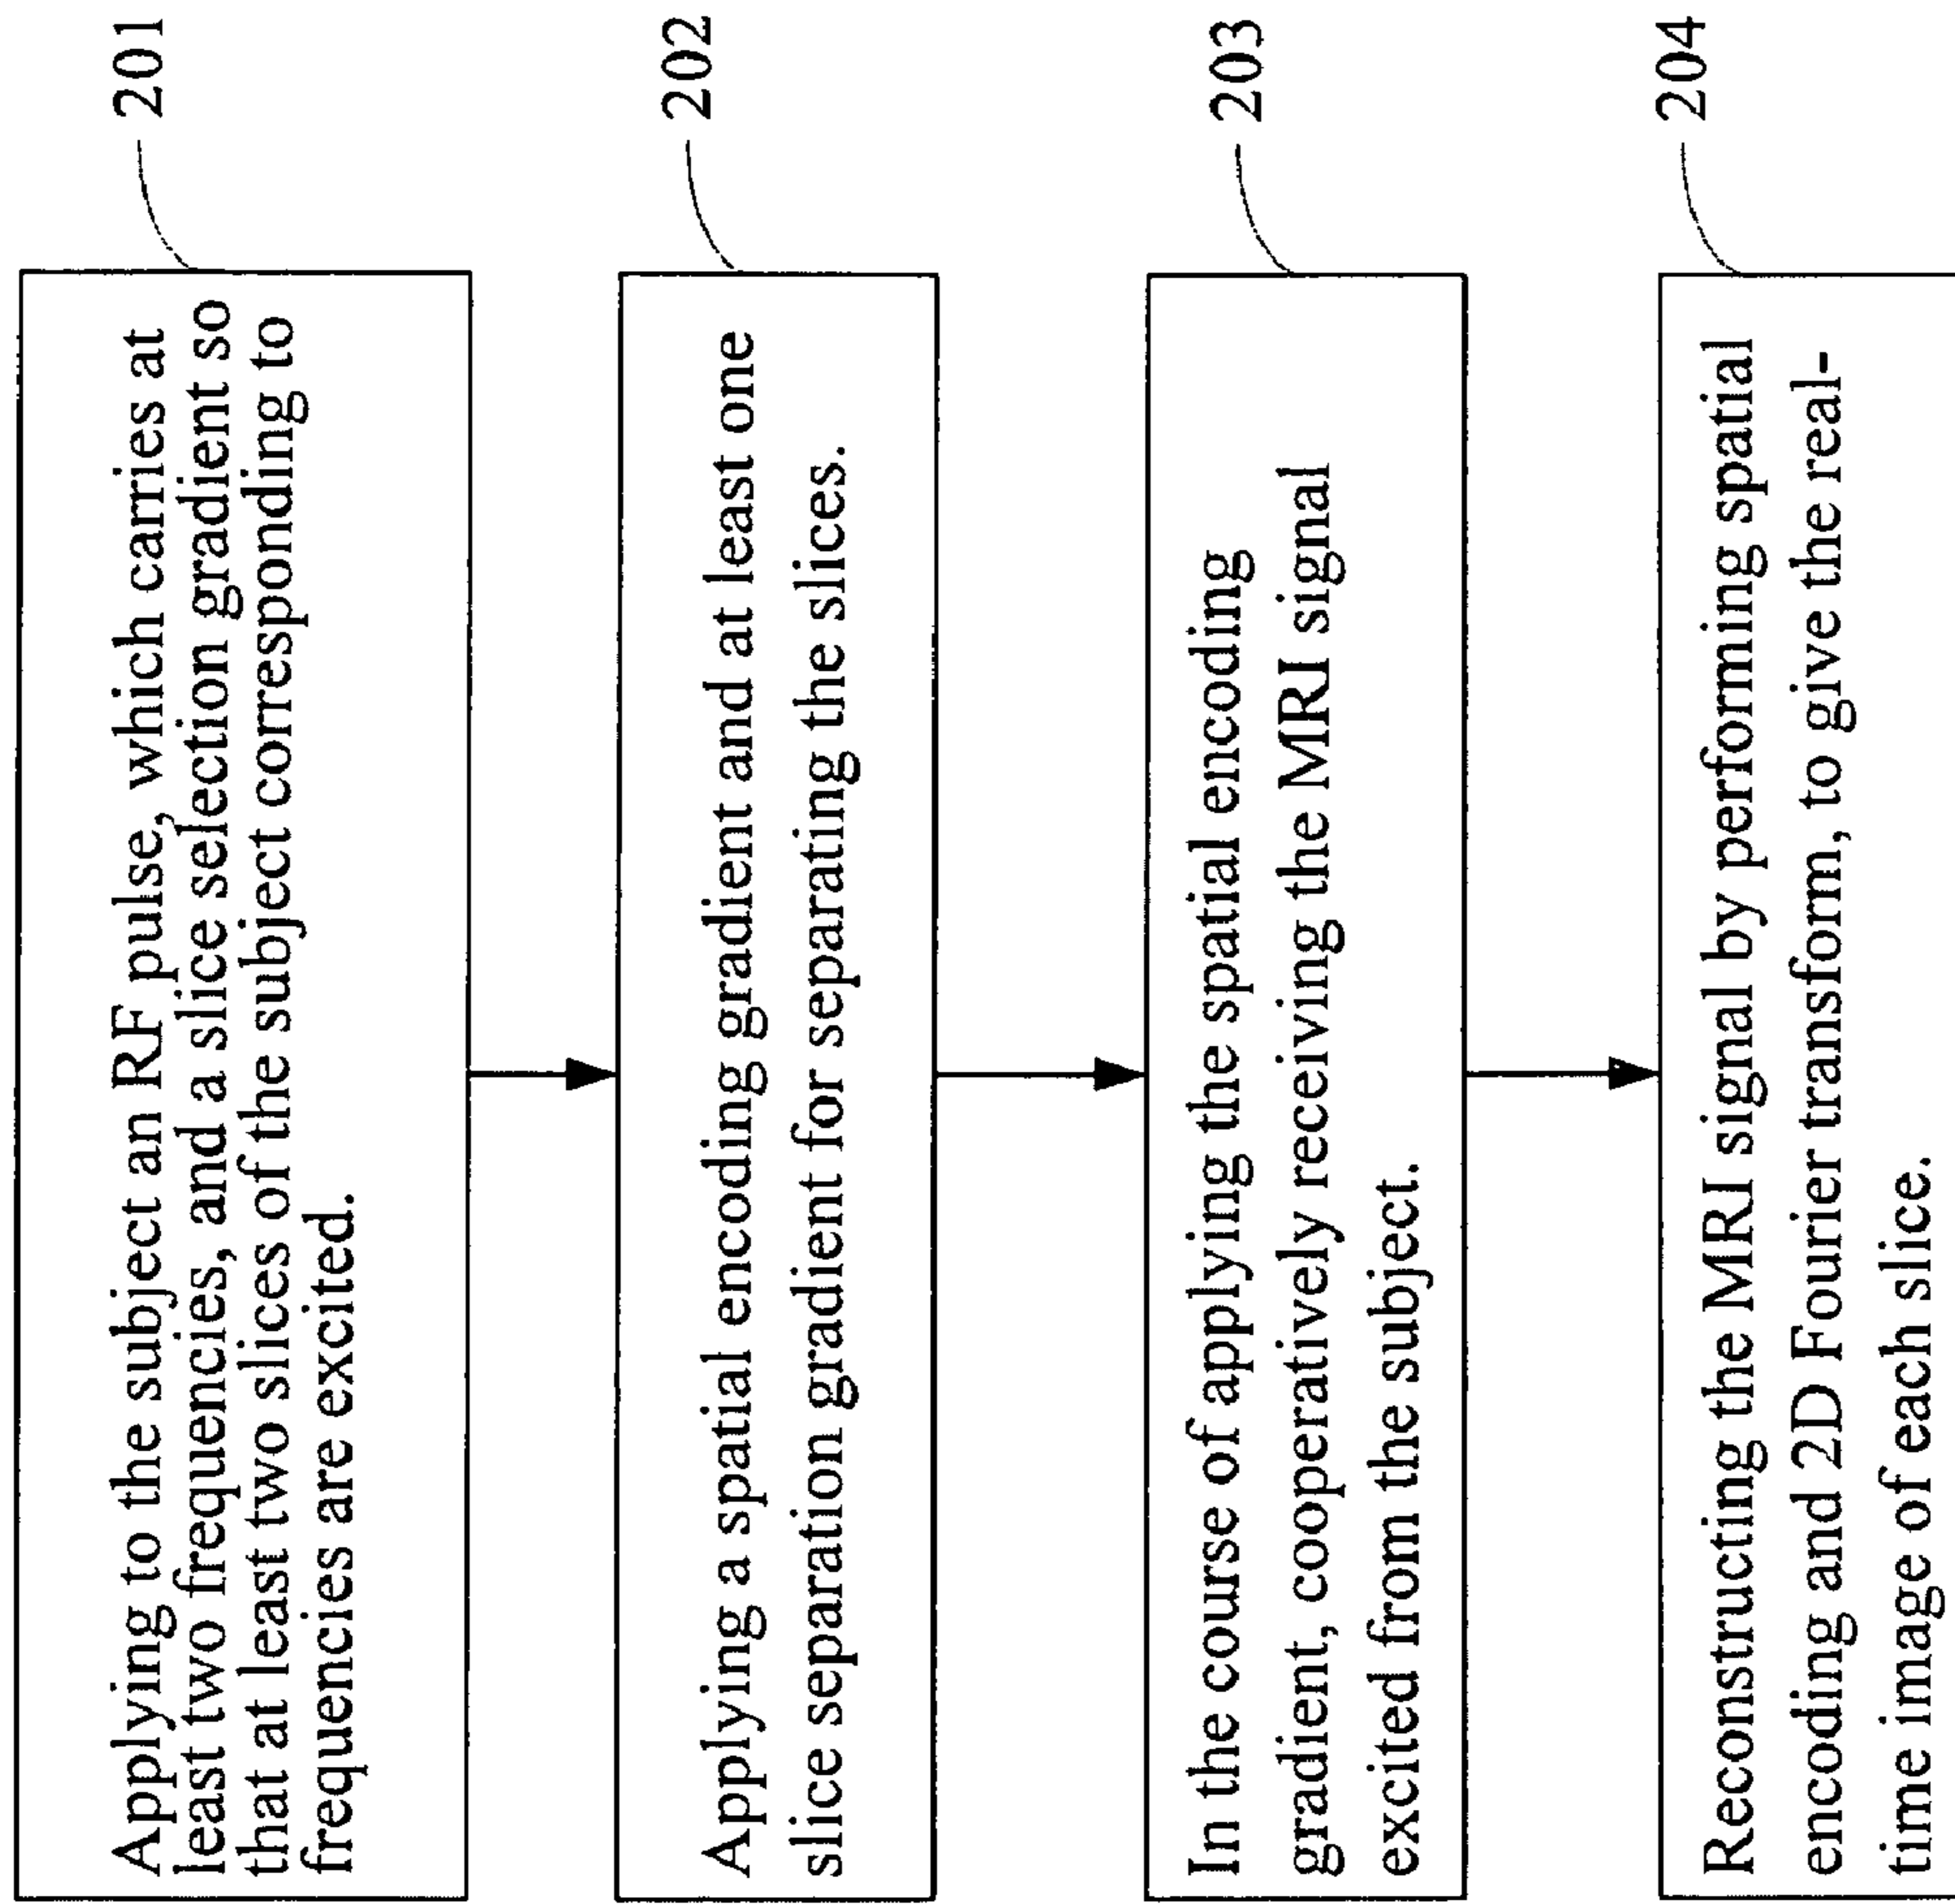 Applying to the subject an RF pulse, which carries at
least two frequencies, and a slice selection gradient so
that at least two slices of the subject corresponding to
frequencies are excited.
201
Applying a spatial encoding gradient and at least one
slice separation gradient for separating the slices.
202
In the course of applying the spatial encoding
gradient, cooperatively receiving the MRI signal
excited from the subject.
203
Reconstructing the MRI signal by performing spatial
encoding and 2D Fourier transform, to give the real-
time image of each slice.
204